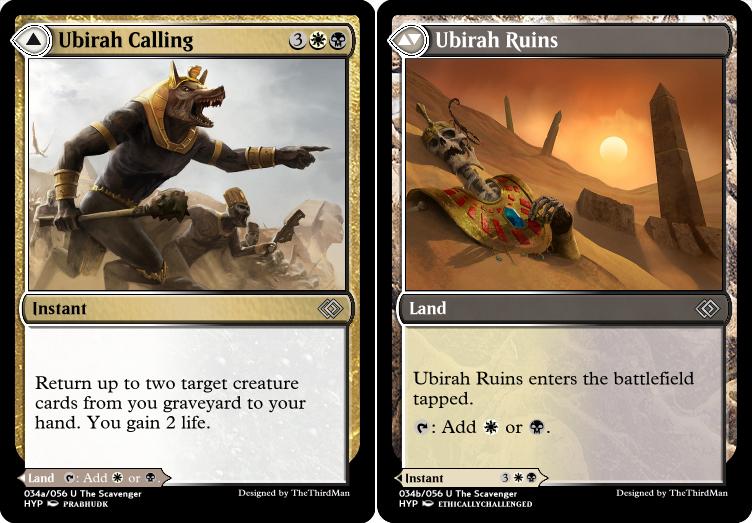 Ubirah Calling 3
Instant
Return up to two target creature
cards from you graveyard to your
hand. You gain 2 life.
Land : Add or .
034a/056 U The Scavenger
HYP PRABHUDK
Designed by TheThirdMan
Ubirah Ruins
Land
Ubirah Ruins enters the battlefield
tapped.
: Add or .
Instant 3
034b/056 U The Scavenger
HYP ETHICALLYCHALLENGED
Designed by TheThirdMan